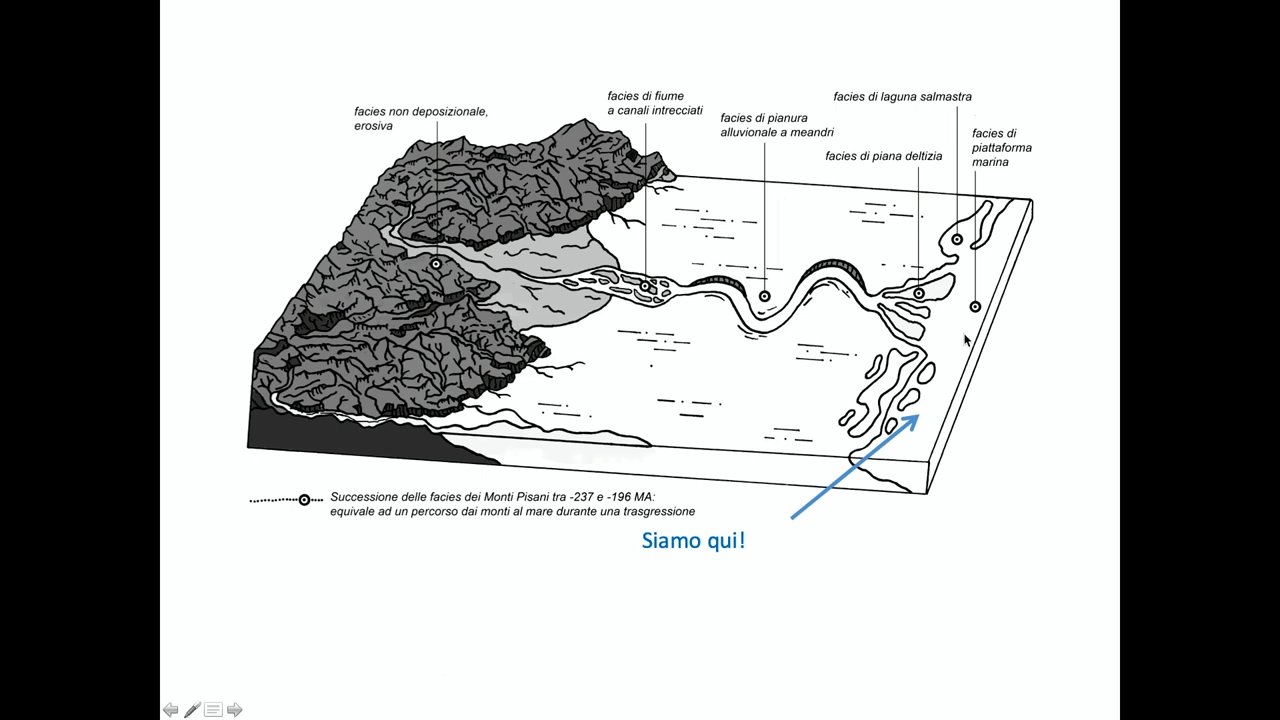 facies non deposizionale,
erosiva
facies di fiume
a canali intrecciati
facies di pianura
alluvionale a meandri
facies di laguna salmastra
facies di piana deltizia
facies di
piattaforma
marina
Successione delle facies dei Monti Pisani tra -237 e -196 MA:
equivale ad un percorso dai monti al mare durante una trasgressione
Siamo qui!